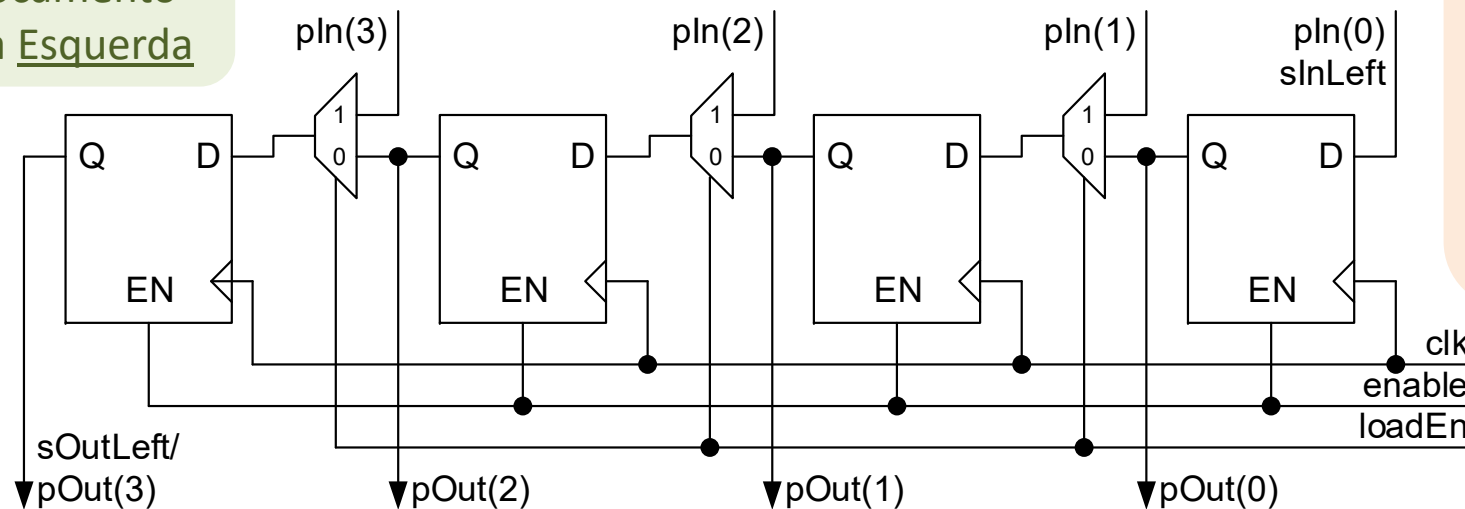 Esquerda
pIn(3)
pIn(2)
pIn(1)
pIn(0)
sInLeft
1
1
1
Q
D
0
Q
D
0
Q
D
0
Q
D
EN
EN
EN
EN
clk
enable
loadEn
sOutLeft/
pOut(3)
pOut(2)
pOut(1)
pOut(0)